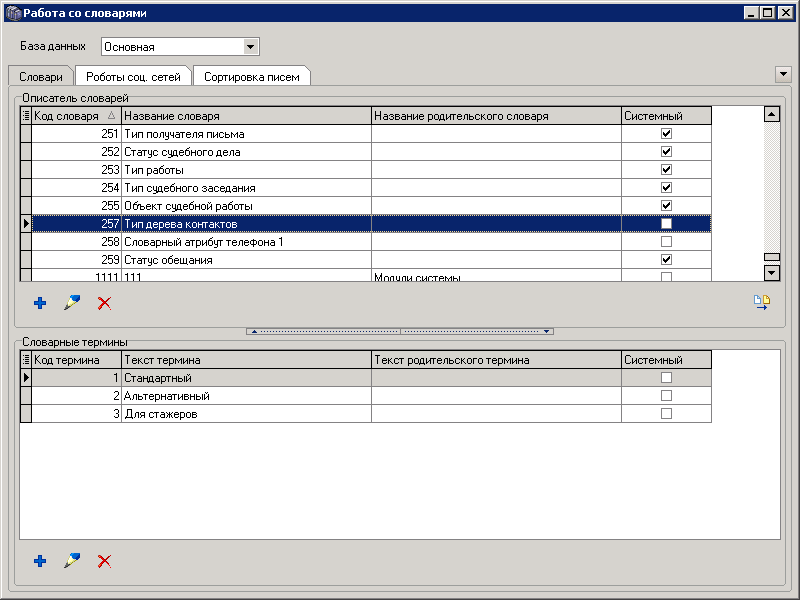 Работа со словарями
База данных Основная
Словари Роботы соц. сетей Сортировка писем
Описатель словарей
Код словаря Название словаря Название родительского словаря Системный
251 Тип получателя письма
252 Статус судебного дела
253 Тип работы
254 Тип судебного заседания
255 Объект судебной работы
257 Тип дерева контактов
258 Словарный атрибут телефона 1
259 Статус обещания
1111 111 Модули системы
Словарные термины
Код термина Текст термина Текст родительского термина Системный
1 Стандартный
2 Альтернативный
3 Для стажеров